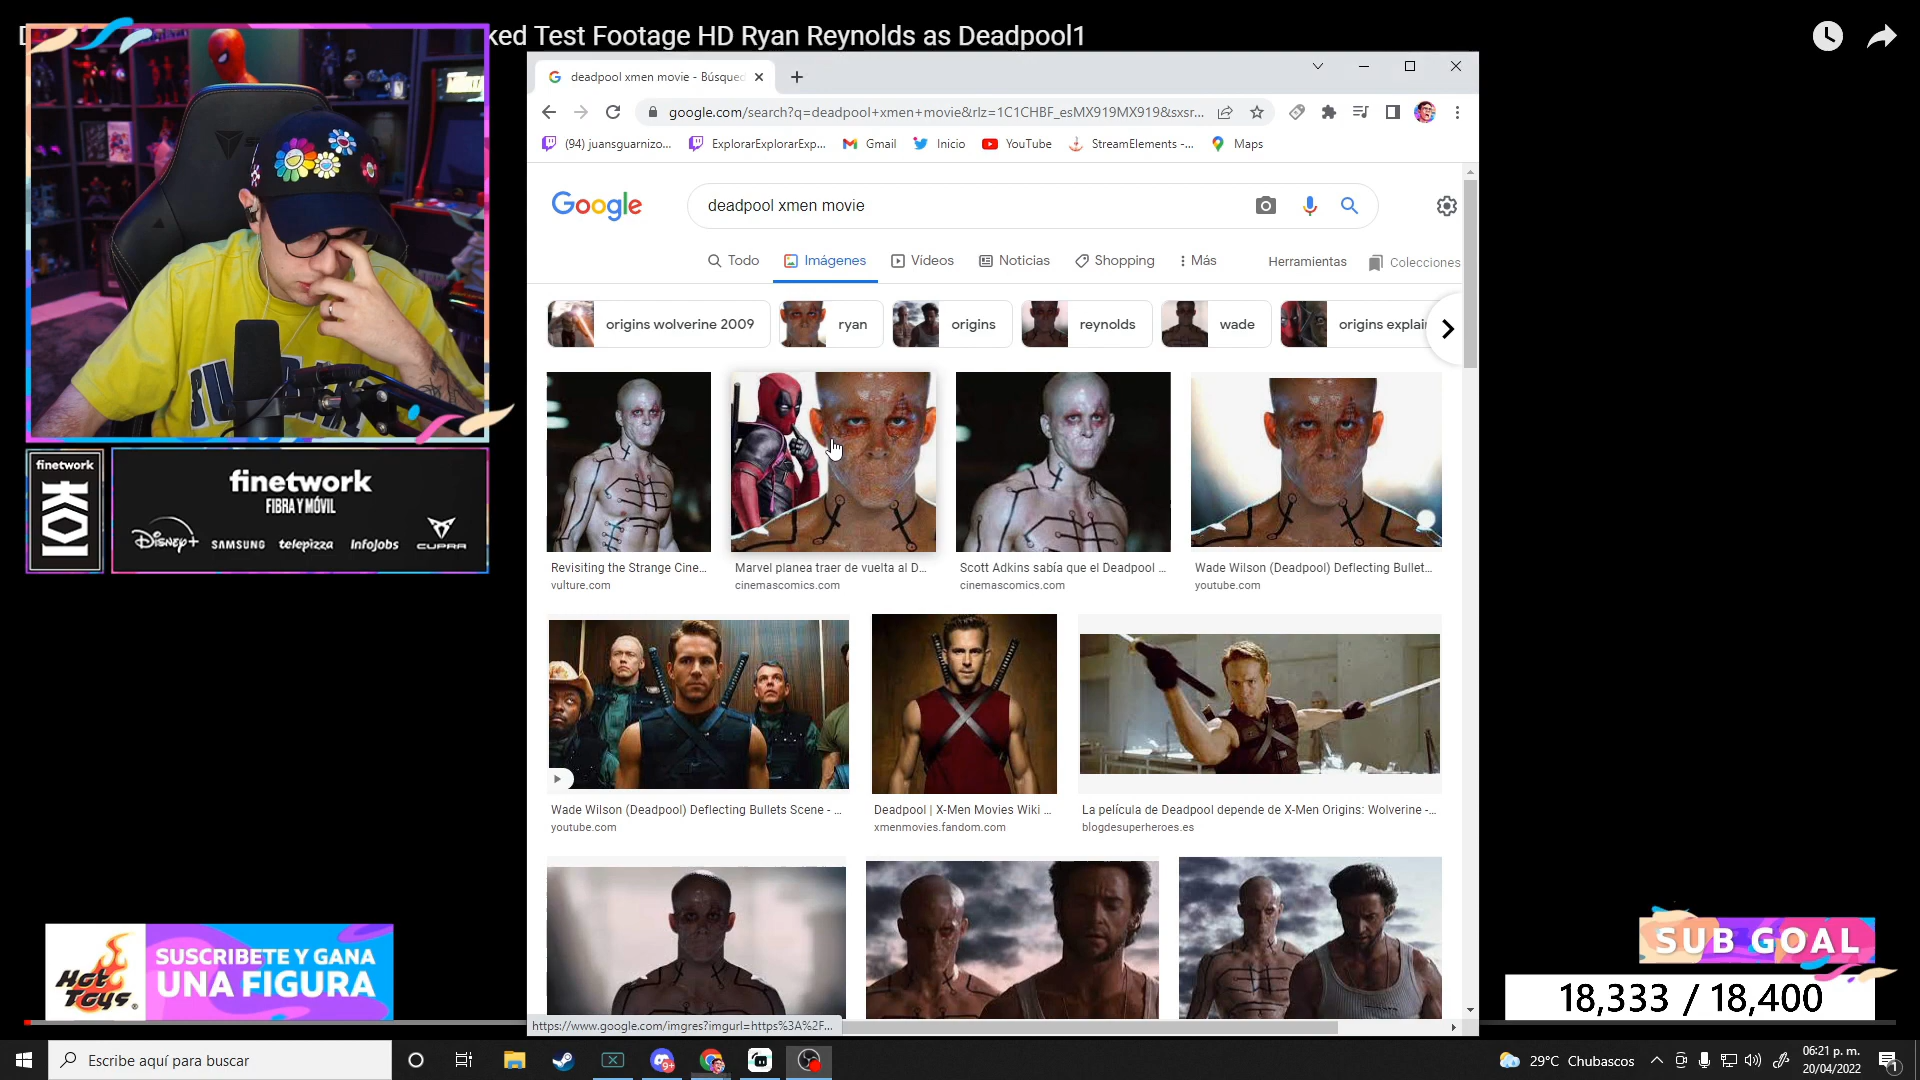 ked Test Footage HD Ryan Reynolds as Deadpool1
deadpool xmen movie - Búsqued
google.com/search?q=deadpool+xmen+movie&rlz=1C1CHBF_esMX919MX919&sxsr...
(94) juansguarnizo...
ExplorarExplorarExp...
Gmail
Inicio
YouTube
StreamElements -...
Maps
Google
deadpool xmen movie
Todo
Imágenes
Videos
Noticias
Shopping
Más
Herramientas
Colecciones
origins wolverine 2009
ryan
origins
reynolds
wade
origins explai
Revisiting the Strange Cine...
vulture.com
Marvel planea traer de vuelta al D...
cinemascomics.com
Scott Adkins sabía que el Deadpool ...
cinemascomics.com
Wade Wilson (Deadpool) Deflecting Bullet...
youtube.com
Wade Wilson (Deadpool) Deflecting Bullets Scene - ...
youtube.com
Deadpool | X-Men Movies Wiki ...
xmenmovies.fandom.com
La película de Deadpool depende de X-Men Origins: Wolverine -...
blogdesuperheroes.es
https://www.google.com/imgres?imgurl=https%3A%2F...
finetwork
KOI
finetwork
FIBRA Y MÓVIL
Disney+
SAMSUNG
telepizza
InfoJobs
CUPRA
Hot Toys
SUSCRIBETE Y GANA
UNA FIGURA
SUB GOAL
18,333 / 18,400
Escribe aquí para buscar
9+
29°C Chubascos
06:21 p. m.
20/04/2022
1